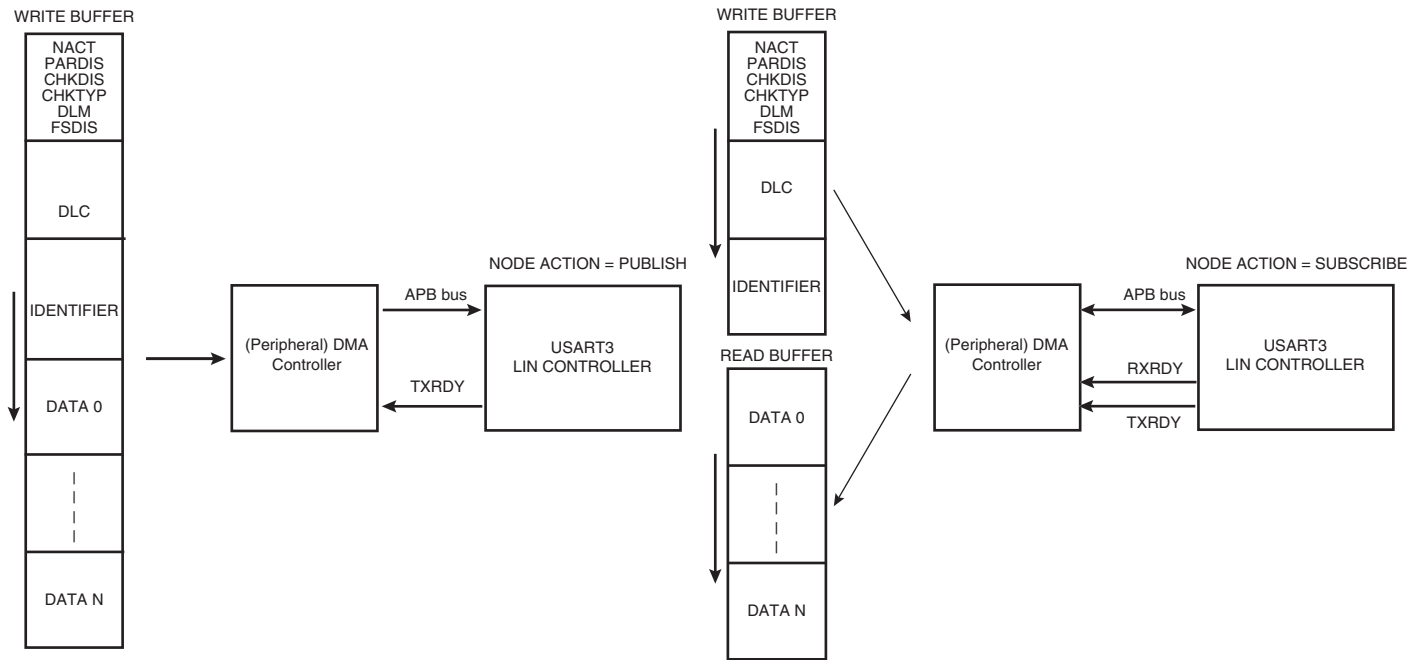 WRITE BUFFER
NACT
PARDIS
CHKDIS
CHKTYP
DLM
FSDIS
DLC
IDENTIFIER
DATA 0
DATA N
(Peripheral) DMA
Controller
APB bus
TXRDY
NODE ACTION = PUBLISH
USART3
LIN CONTROLLER
WRITE BUFFER
NACT
PARDIS
CHKDIS
CHKTYP
DLM
FSDIS
DLC
IDENTIFIER
READ BUFFER
DATA 0
DATA N
(Peripheral) DMA
Controller
APB bus
RXRDY
TXRDY
NODE ACTION = SUBSCRIBE
USART3
LIN CONTROLLER